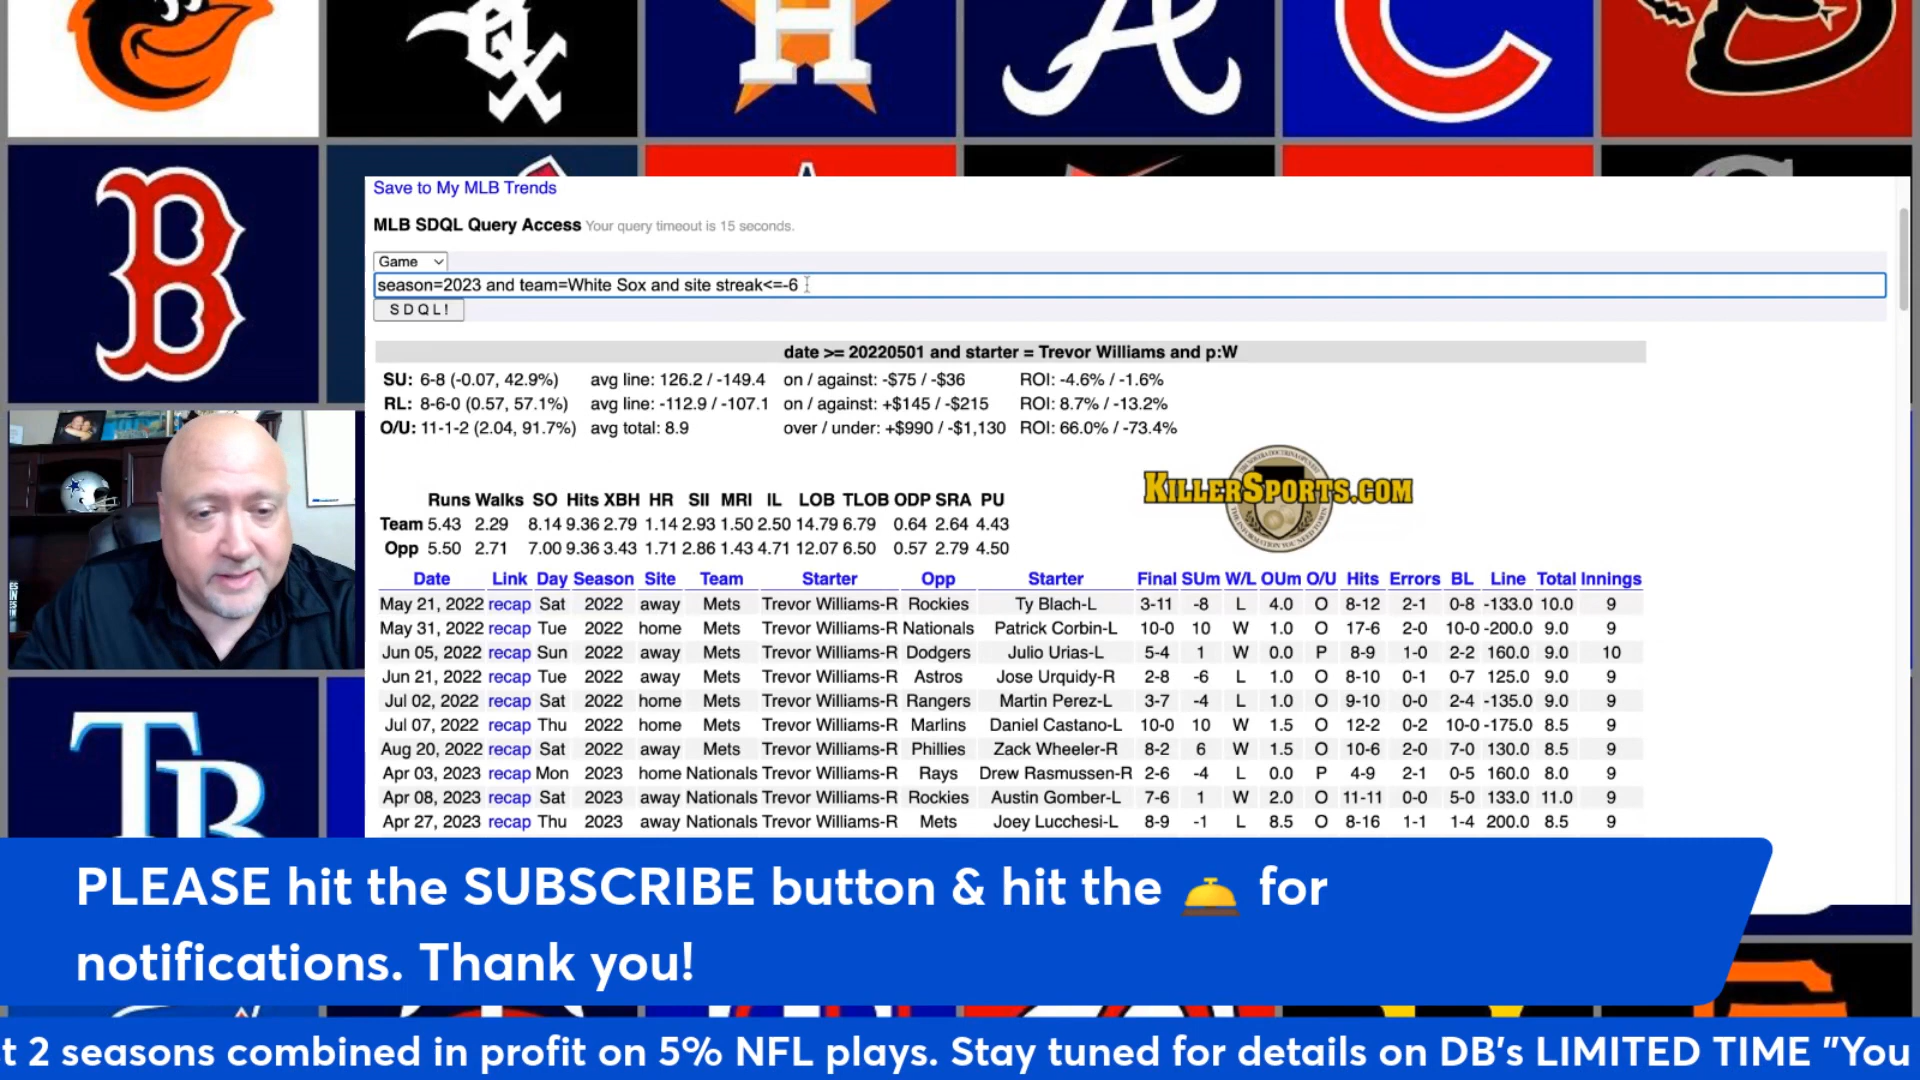 Save to My MLB Trends
MLB SDQL Query Access Your query timeout is 15 seconds.
Game
season=2023 and team=White Sox and site streak<=-6
S D Q L !
date >= 20220501 and starter = Trevor Williams and p:W
SU: 6-8 (-0.07, 42.9%) avg line: 126.2 / -149.4 on / against: -$75 / -$36 ROI: -4.6% / -1.6%
RL: 8-6-0 (0.57, 57.1%) avg line: -112.9 / -107.1 on / against: +$145 / -$215 ROI: 8.7% / -13.2%
O/U: 11-1-2 (2.04, 91.7%) avg total: 8.9 over / under: +$990 / -$1,130 ROI: 66.0% / -73.4%
KILLERSPORTS.COM
Runs Walks SO Hits XBH HR SII MRI IL LOB TLOB ODP SRA PU
Team 5.43 2.29 8.14 9.36 2.79 1.14 2.93 1.50 2.50 14.79 6.79 0.64 2.64 4.43
Opp 5.50 2.71 7.00 9.36 3.43 1.71 2.86 1.43 4.71 12.07 6.50 0.57 2.79 4.50
Date Link Day Season Site Team Starter Opp Starter Final SUm W/L OUm O/U Hits Errors BL Line Total Innings
May 21, 2022 recap Sat 2022 away Mets Trevor Williams-R Rockies Ty Blach-L 3-11 -8 L 4.0 O 8-12 2-1 0-8 -133.0 10.0 9
May 31, 2022 recap Tue 2022 home Mets Trevor Williams-R Nationals Patrick Corbin-L 10-0 10 W 1.0 O 17-6 2-0 10-0 -200.0 9.0 9
Jun 05, 2022 recap Sun 2022 away Mets Trevor Williams-R Dodgers Julio Urias-L 5-4 1 W 0.0 P 8-9 1-0 2-2 160.0 9.0 10
Jun 21, 2022 recap Tue 2022 away Mets Trevor Williams-R Astros Jose Urquidy-R 2-8 -6 L 1.0 O 8-10 0-1 0-7 125.0 9.0 9
Jul 02, 2022 recap Sat 2022 home Mets Trevor Williams-R Rangers Martin Perez-L 3-7 -4 L 1.0 O 9-10 0-0 2-4 -135.0 9.0 9
Jul 07, 2022 recap Thu 2022 home Mets Trevor Williams-R Marlins Daniel Castano-L 10-0 10 W 1.5 O 12-2 0-2 10-0 -175.0 8.5 9
Aug 20, 2022 recap Sat 2022 away Mets Trevor Williams-R Phillies Zack Wheeler-R 8-2 6 W 1.5 O 10-6 2-0 7-0 130.0 8.5 9
Apr 03, 2023 recap Mon 2023 home Nationals Trevor Williams-R Rays Drew Rasmussen-R 2-6 -4 L 0.0 P 4-9 2-1 0-5 160.0 8.0 9
Apr 08, 2023 recap Sat 2023 away Nationals Trevor Williams-R Rockies Austin Gomber-L 7-6 1 W 2.0 O 11-11 0-0 5-0 133.0 11.0 9
Apr 27, 2023 recap Thu 2023 away Nationals Trevor Williams-R Mets Joey Lucchesi-L 8-9 -1 L 8.5 O 8-16 1-1 1-4 200.0 8.5 9
PLEASE hit the SUBSCRIBE button & hit the 🛎️ for
notifications. Thank you!
t 2 seasons combined in profit on 5% NFL plays. Stay tuned for details on DB's LIMITED TIME "You